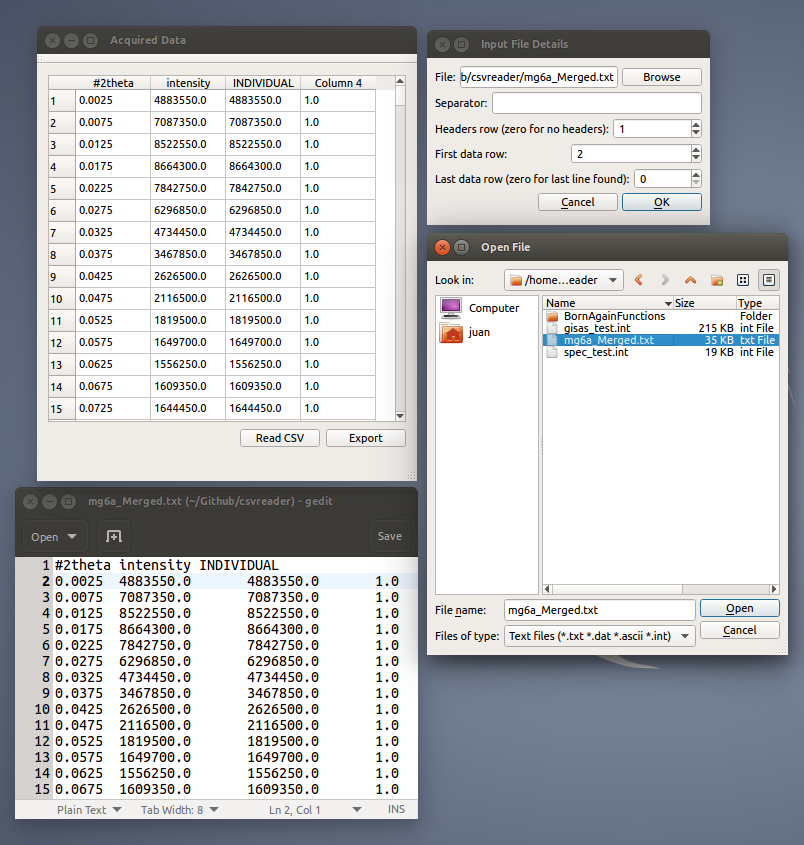 Acquired Data
#2theta intensity INDIVIDUAL Column 4
1 0.0025 4883550.0 4883550.0 1.0
2 0.0075 7087350.0 7087350.0 1.0
3 0.0125 8522550.0 8522550.0 1.0
4 0.0175 8664300.0 8664300.0 1.0
5 0.0225 7842750.0 7842750.0 1.0
6 0.0275 6296850.0 6296850.0 1.0
7 0.0325 4734450.0 4734450.0 1.0
8 0.0375 3467850.0 3467850.0 1.0
9 0.0425 2626500.0 2626500.0 1.0
10 0.0475 2116500.0 2116500.0 1.0
11 0.0525 1819500.0 1819500.0 1.0
12 0.0575 1649700.0 1649700.0 1.0
13 0.0625 1556250.0 1556250.0 1.0
14 0.0675 1609350.0 1609350.0 1.0
15 0.0725 1644450.0 1644450.0 1.0
Read CSV Export
Input File Details
File: b/csvreader/mg6a_Merged.txt Browse
Separator:
Headers row (zero for no headers): 1
First data row: 2
Last data row (zero for last line found): 0
Cancel OK
Open File
Look in: /home...eader
Computer
juan
Name Size Type
BornAgainFunctions Folder
gisas_test.int 215 KB int File
mg6a_Merged.txt 35 KB txt File
spec_test.int 19 KB int File
File name: mg6a_Merged.txt Open
Files of type: Text files (*.txt *.dat *.ascii *.int) Cancel
mg6a_Merged.txt (~/Github/csvreader) - gedit
Open Save
1 #2theta intensity INDIVIDUAL
2 0.0025 4883550.0 4883550.0 1.0
3 0.0075 7087350.0 7087350.0 1.0
4 0.0125 8522550.0 8522550.0 1.0
5 0.0175 8664300.0 8664300.0 1.0
6 0.0225 7842750.0 7842750.0 1.0
7 0.0275 6296850.0 6296850.0 1.0
8 0.0325 4734450.0 4734450.0 1.0
9 0.0375 3467850.0 3467850.0 1.0
10 0.0425 2626500.0 2626500.0 1.0
11 0.0475 2116500.0 2116500.0 1.0
12 0.0525 1819500.0 1819500.0 1.0
13 0.0575 1649700.0 1649700.0 1.0
14 0.0625 1556250.0 1556250.0 1.0
15 0.0675 1609350.0 1609350.0 1.0
Plain Text Tab Width: 8 Ln 2, Col 1 INS